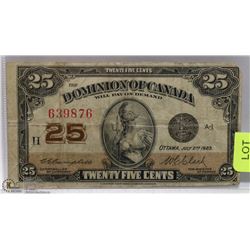 TWENTY FIVE CENTS
25 THE DOMINION OF CANADA 25
WILL PAY ON DEMAND
639876
H 25 A-J
OTTAWA, JULY 2ND 1923.
TWENTY FIVE CENTS
LOT